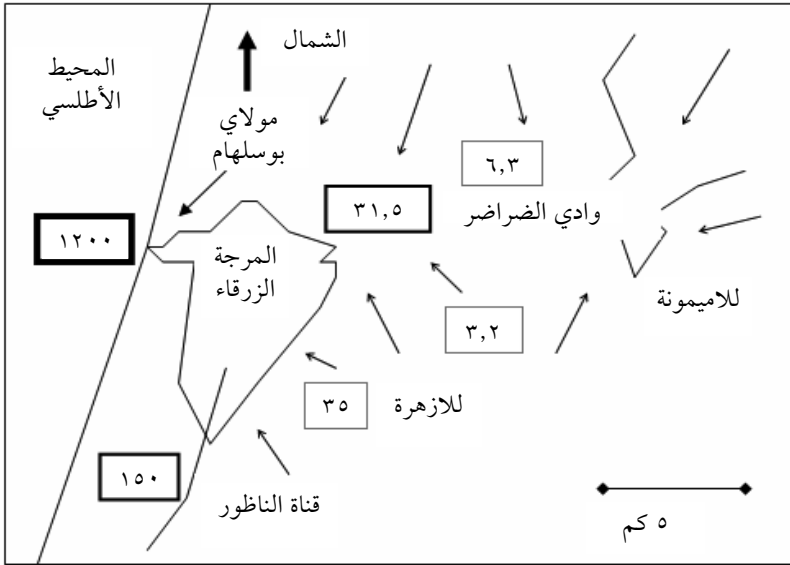 الشمال
المحيط
الأطلسي
مولاي
بوسلهام
٦,٣
٣١,٥
وادي الضراضر
١٢٠٠
المرجة
الزرقاء
للاميمونة
٣,٢
٣٥
للازهرة
١٥٠
قناة الناظور
٥ كم